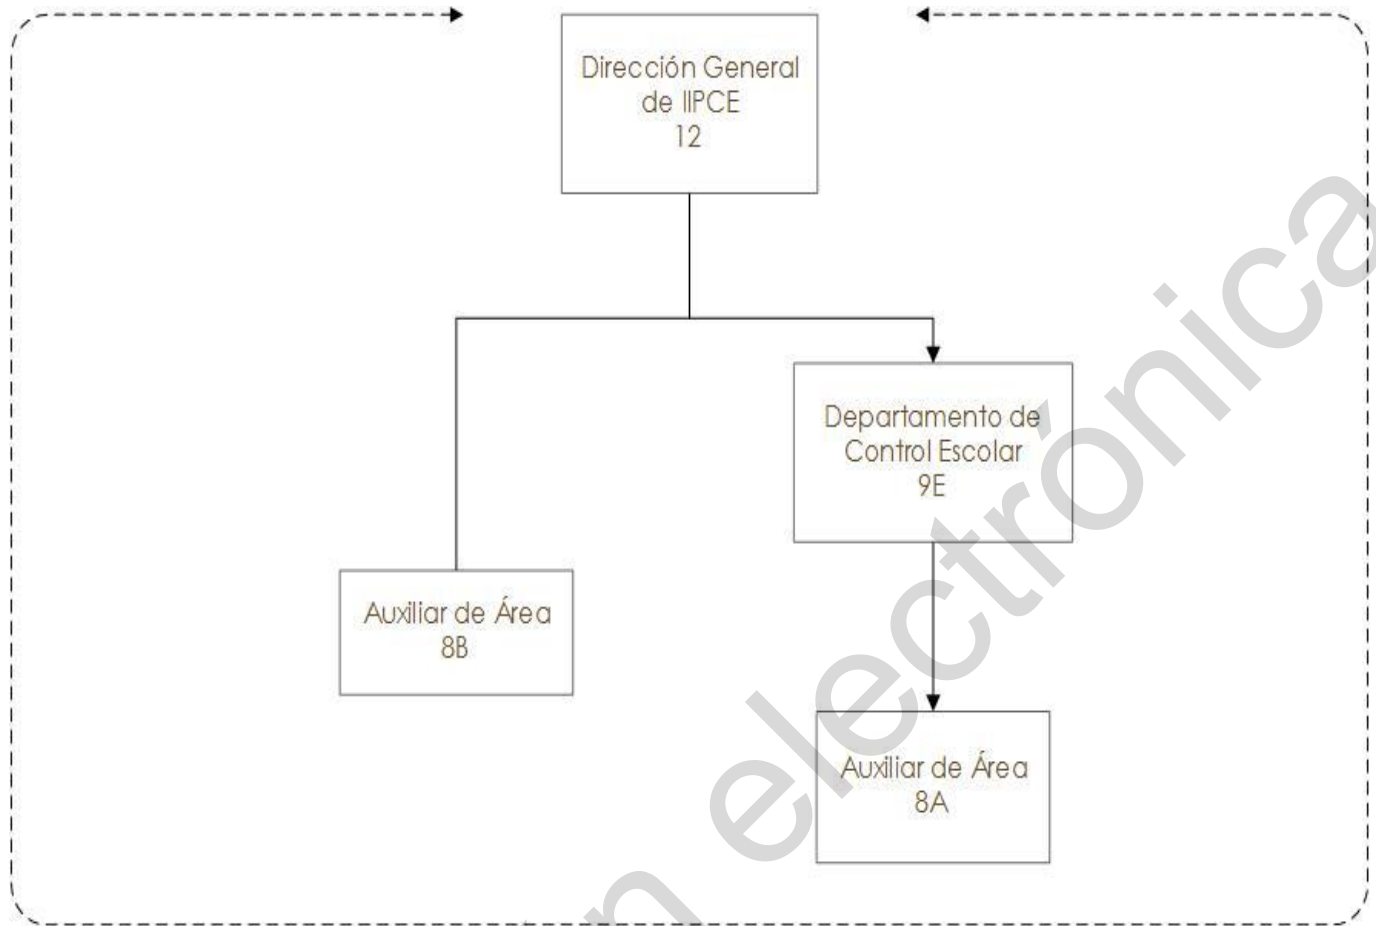 Dirección General
de IIPCE
12
Departamento de
Control Escolar
9E
Auxiliar de Área
8B
Auxiliar de Área
8A
n electrónica